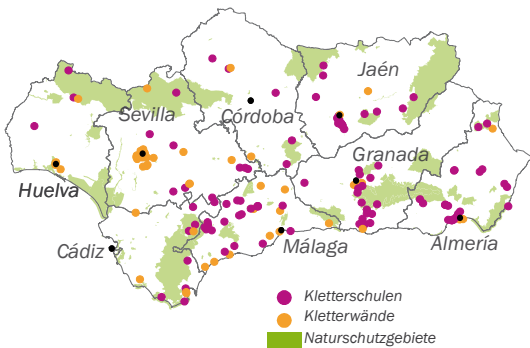 Jaén
Sevilla
Córdoba
Granada
Huelva
Cádiz
Málaga
Almería
Kletterschulen
Kletterwände
Naturschutzgebiete